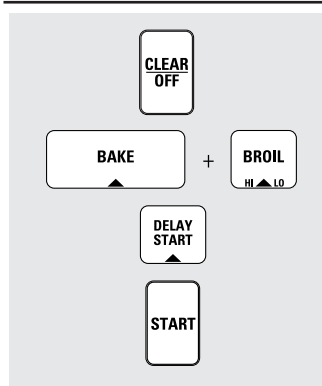 CLEAR
OFF
BAKE + BROIL
HI LO
DELAY
START
START